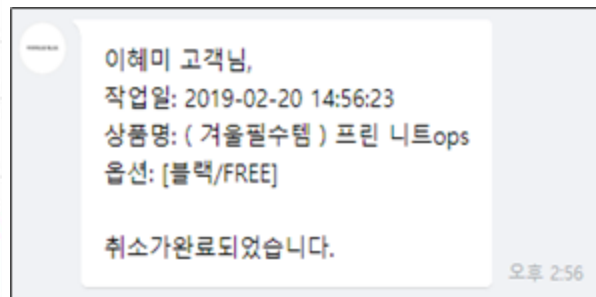 이혜미 고객님,
작업일: 2019-02-20 14:56:23
상품명: ( 겨울필수템 ) 프린 니트ops
옵션: [블랙/FREE]
취소가완료되었습니다.
오후 2:56